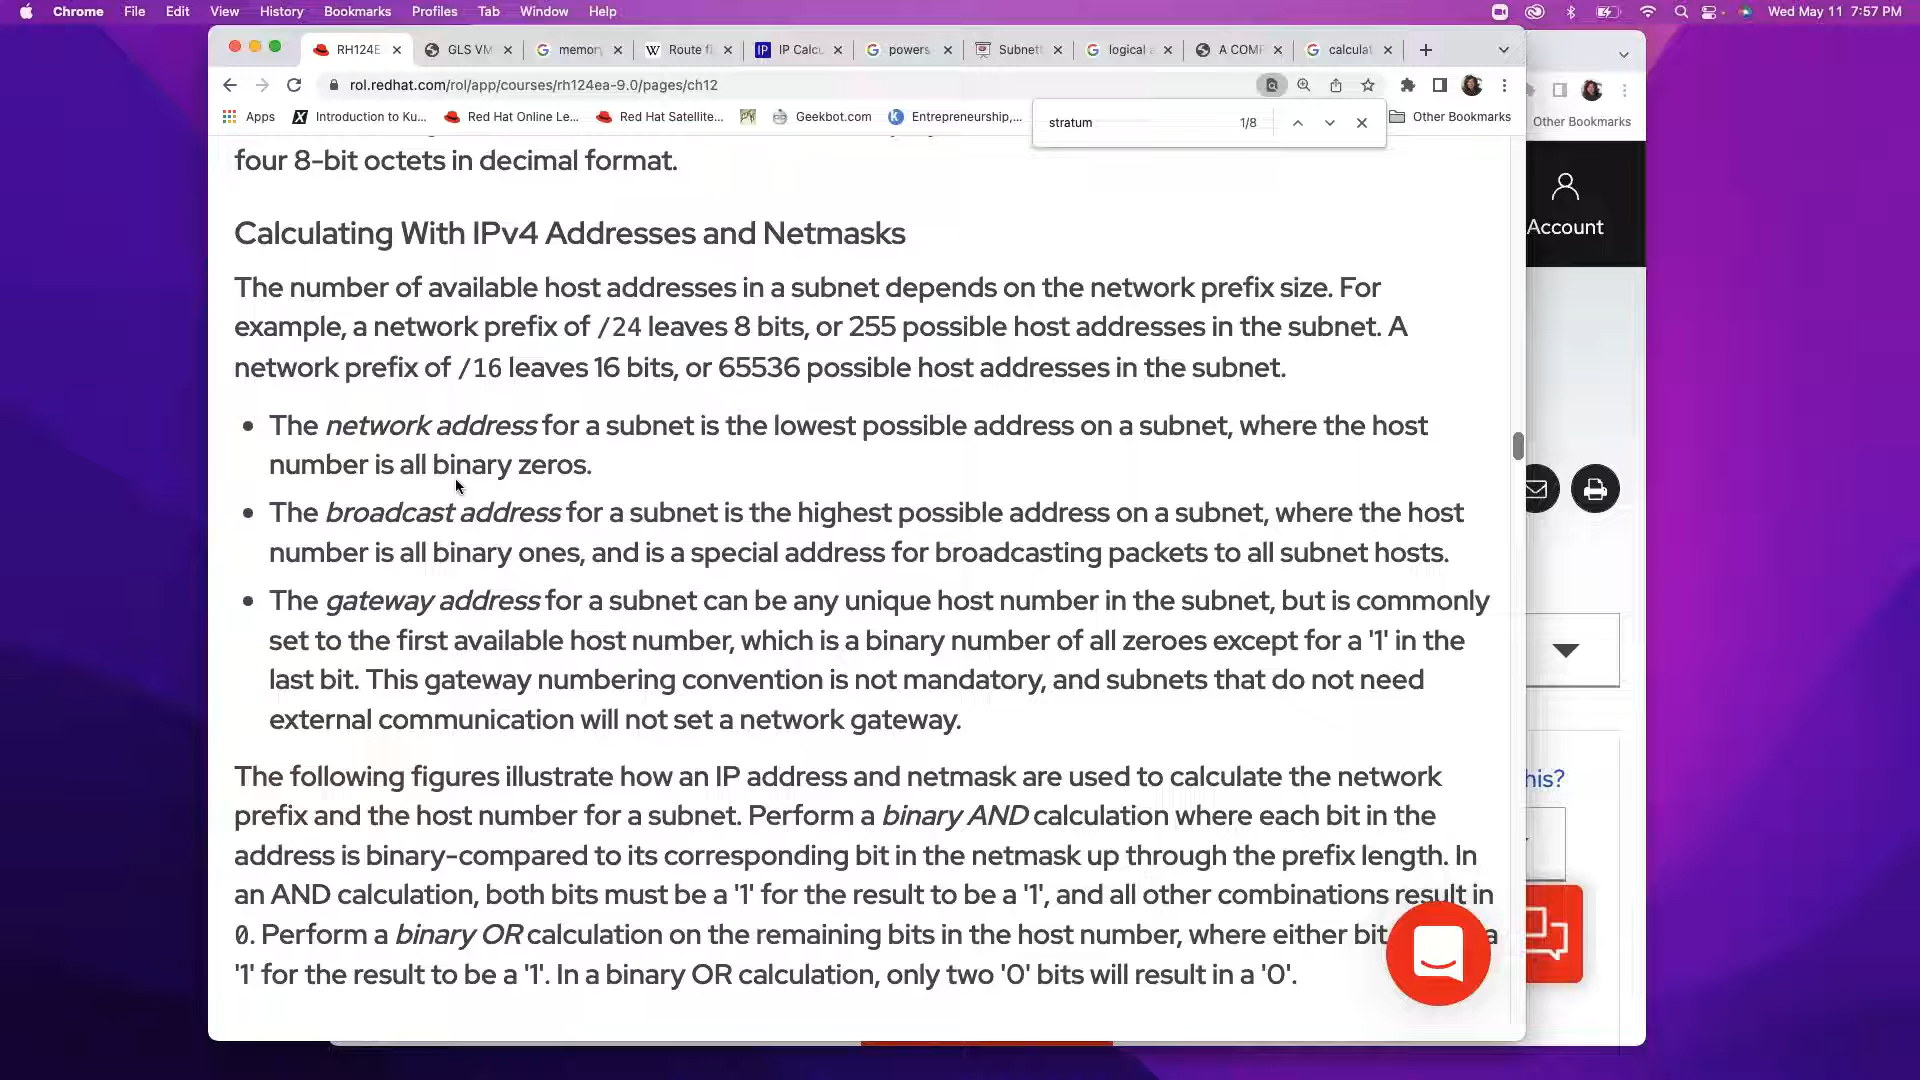 Chrome File Edit View History Bookmarks Profiles Tab Window Help Wed May 11 7:57 PM
RH124E GLS VM memor Route fi IP IP Calcu powers Subnett logical A COMP calculat
rol.redhat.com/rol/app/courses/rh124ea-9.0/pages/ch12
Apps Introduction to Ku... Red Hat Online Le... Red Hat Satellite... Geekbot.com Entrepreneurship,... Other Bookmarks
stratum 1/8
Other Bookmarks
Account
four 8-bit octets in decimal format.
Calculating With IPv4 Addresses and Netmasks
The number of available host addresses in a subnet depends on the network prefix size. For
example, a network prefix of /24 leaves 8 bits, or 255 possible host addresses in the subnet. A
network prefix of /16 leaves 16 bits, or 65536 possible host addresses in the subnet.
• The network address for a subnet is the lowest possible address on a subnet, where the host
number is all binary zeros.
• The broadcast address for a subnet is the highest possible address on a subnet, where the host
number is all binary ones, and is a special address for broadcasting packets to all subnet hosts.
• The gateway address for a subnet can be any unique host number in the subnet, but is commonly
set to the first available host number, which is a binary number of all zeroes except for a '1' in the
last bit. This gateway numbering convention is not mandatory, and subnets that do not need
external communication will not set a network gateway.
The following figures illustrate how an IP address and netmask are used to calculate the network
prefix and the host number for a subnet. Perform a binary AND calculation where each bit in the
address is binary-compared to its corresponding bit in the netmask up through the prefix length. In
an AND calculation, both bits must be a '1' for the result to be a '1', and all other combinations result in
0. Perform a binary OR calculation on the remaining bits in the host number, where either bit a
'1' for the result to be a '1'. In a binary OR calculation, only two '0' bits will result in a '0'.
his?